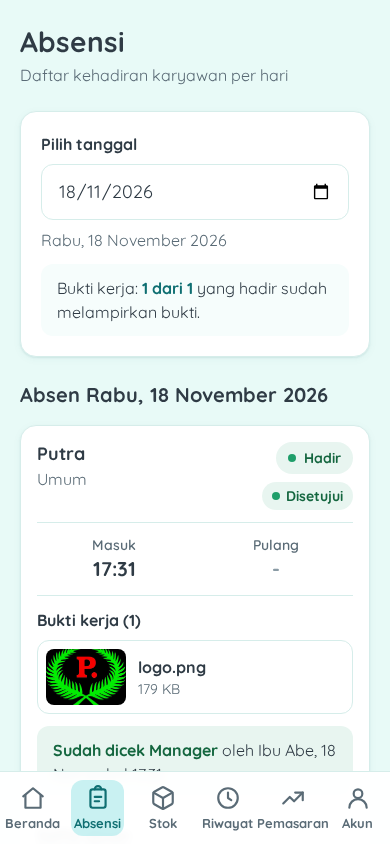 Absensi
Daftar kehadiran karyawan per hari
Pilih tanggal
18/11/2026
Rabu, 18 November 2026
Bukti kerja: 1 dari 1 yang hadir sudah
melampirkan bukti.
Absen Rabu, 18 November 2026
Putra
Hadir
Umum
Disetujui
Masuk
Pulang
17:31
-
Bukti kerja (1)
P.
logo.png
179 KB
Sudah dicek Manager oleh Ibu Abe, 18
Beranda
Absensi
Stok
Riwayat
Pemasaran
Akun